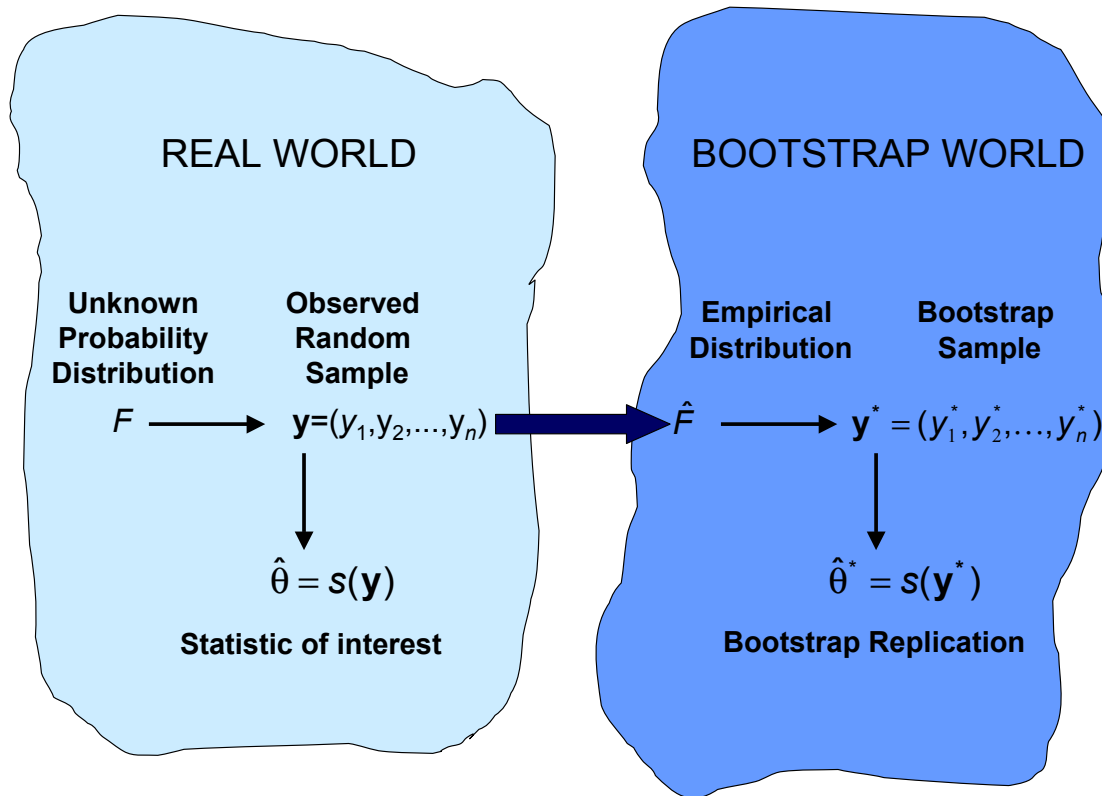 REAL WORLD
Unknown
Probability
Distribution
Observed
Random
Sample
F
y=(y₁,y₂,...,yₙ)
θ̂ = s(y)
Statistic of interest
BOOTSTRAP WORLD
Empirical
Distribution
Bootstrap
Sample
F̂
y* = (y₁*, y₂*, …, yₙ*)
θ̂* = s(y*)
Bootstrap Replication